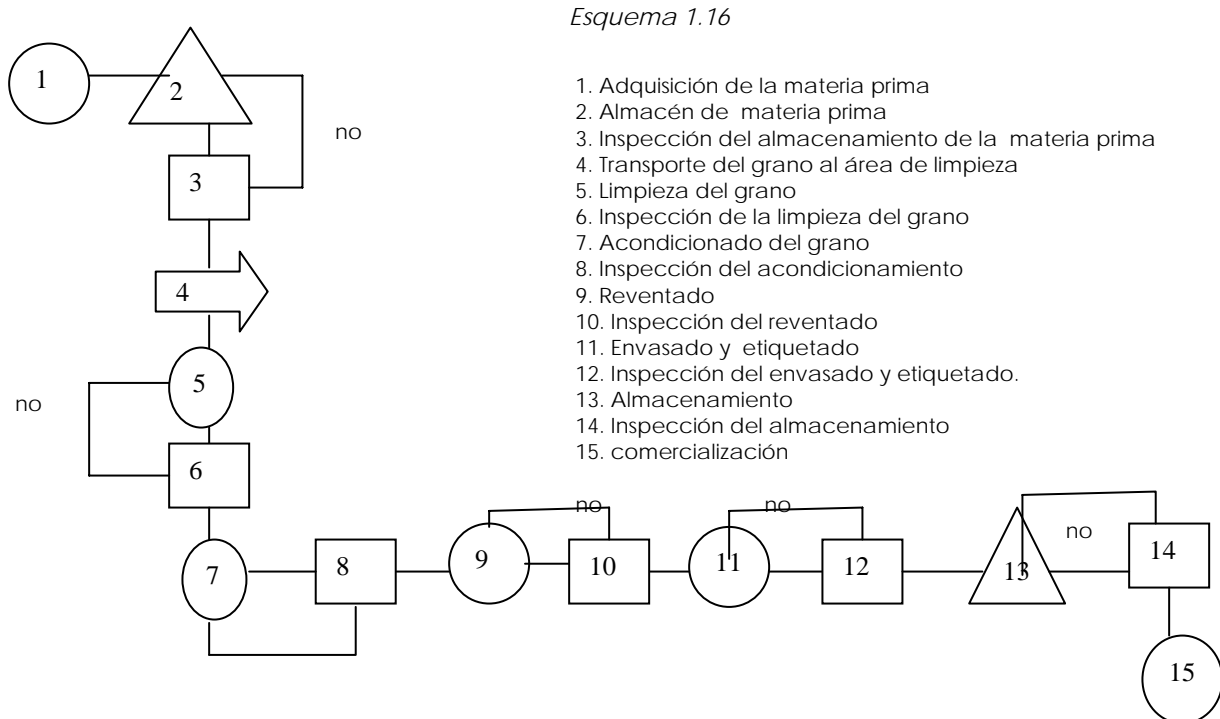 Esquema 1.16
1. Adquisición de la materia prima
2. Almacén de materia prima
3. Inspección del almacenamiento de la materia prima
4. Transporte del grano al área de limpieza
5. Limpieza del grano
6. Inspección de la limpieza del grano
7. Acondicionado del grano
8. Inspección del acondicionamiento
9. Reventado
10. Inspección del reventado
11. Envasado y etiquetado
12. Inspección del envasado y etiquetado.
13. Almacenamiento
14. Inspección del almacenamiento
15. comercialización
1
2
no
3
4
5
no
6
7
8
9
no
10
11
no
12
13
no
14
15